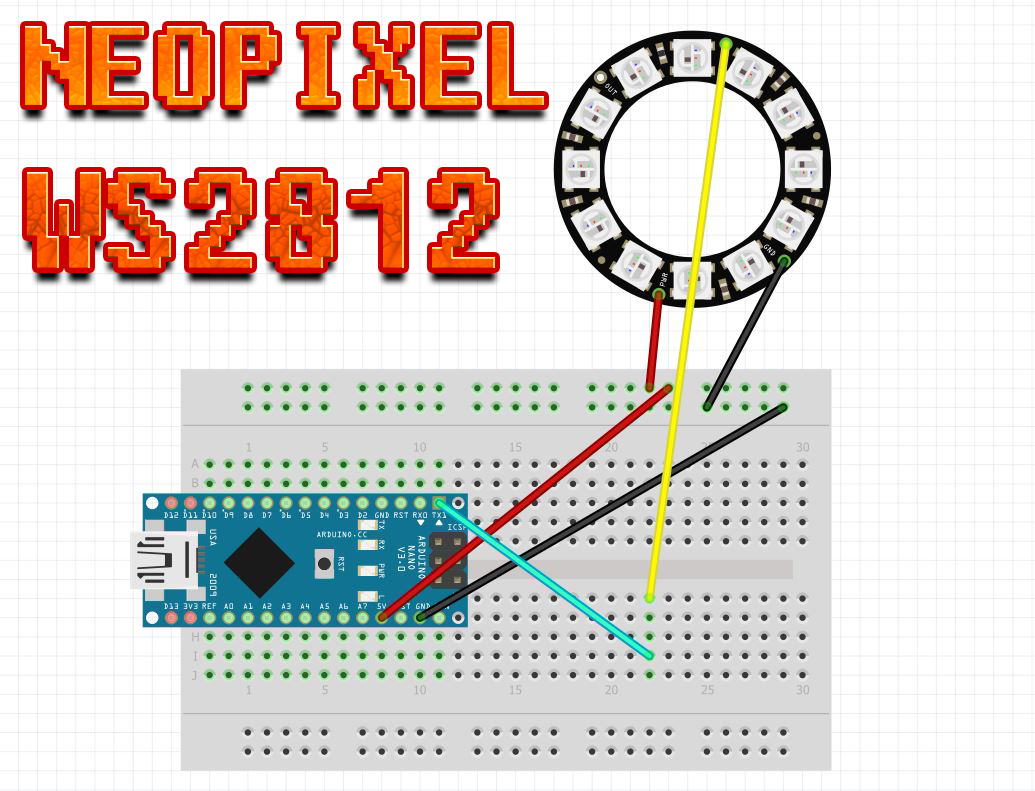 NEOPIXEL
WS2812
OUT
GND
PWR
1 5 10 15 20 25 30
A
B
D12 D11 D10 D9 D8 D7 D6 D5 D4 D3 D2 GND RST RX0 TX1
TX
RX
PWR
L
ICSP
ARDUINO.CC
RST
ARDUINO
NANO
V3.0
USA
2009
D13 3V3 REF A0 A1 A2 A3 A4 A5 A6 A7 5V RST GND
H
I
J
1 5 10 15 20 25 30